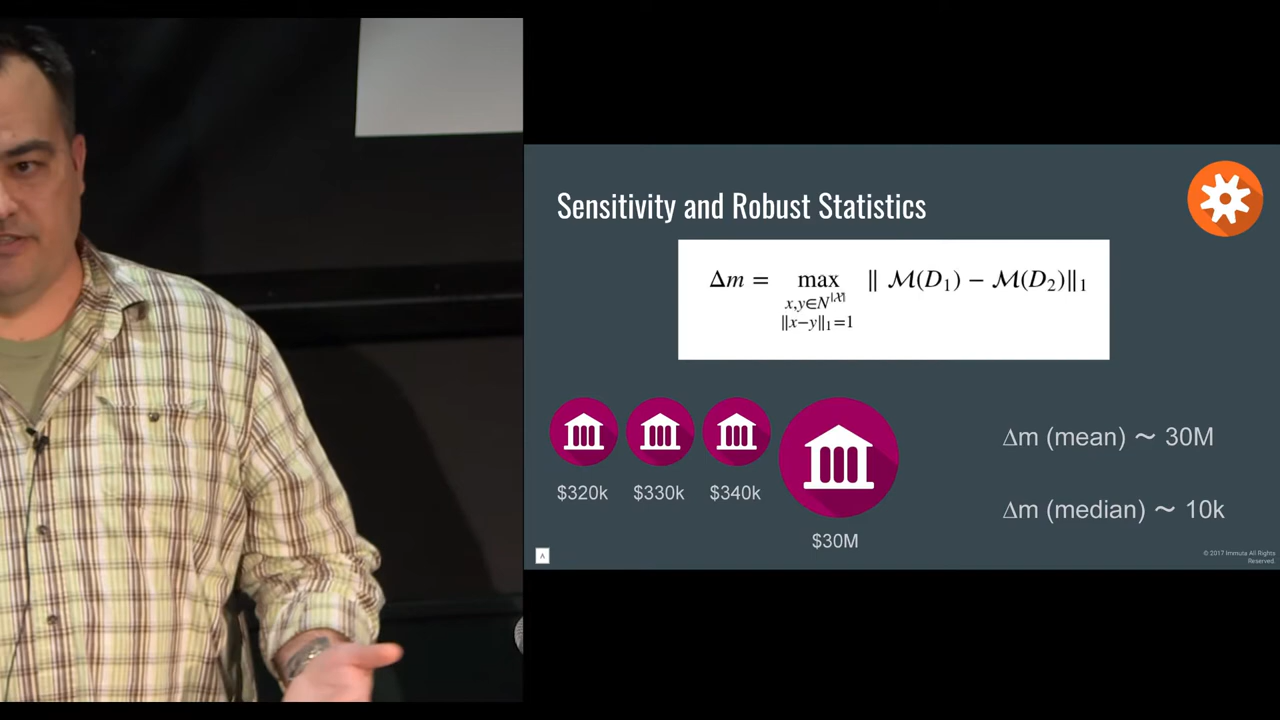 Sensitivity and Robust Statistics
Δm = max ‖ ℳ(D₁) − ℳ(D₂)‖₁
x,y∈N^|𝒳|
‖x−y‖₁=1
$320k $330k $340k
$30M
Δm (mean) ~ 30M
Δm (median) ~ 10k
© 2017 Immuta All Rights
Reserved.